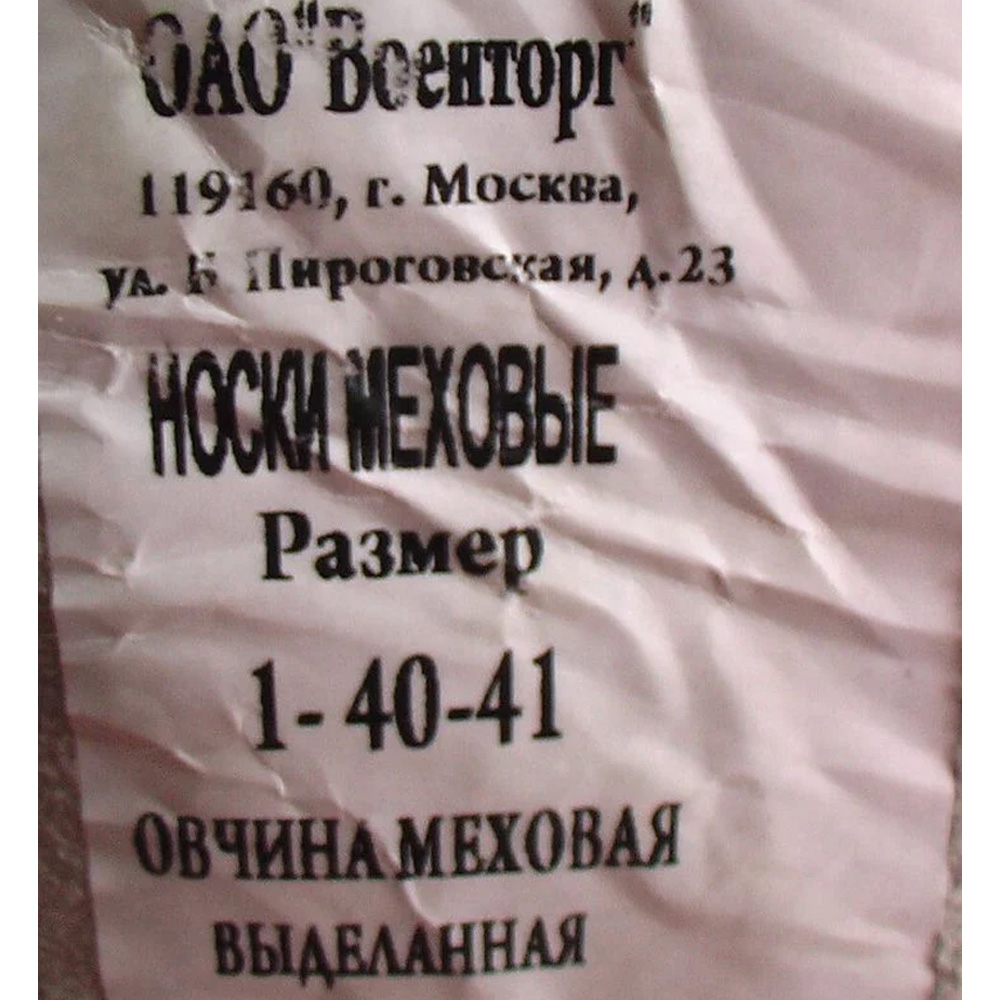 ОАО "Военторг"
119160, г. Москва,
ул. Б Пироговская, д.23
НОСКИ МЕХОВЫЕ
Размер
1- 40-41
ОВЧИНА МЕХОВАЯ
ВЫДЕЛАННАЯ